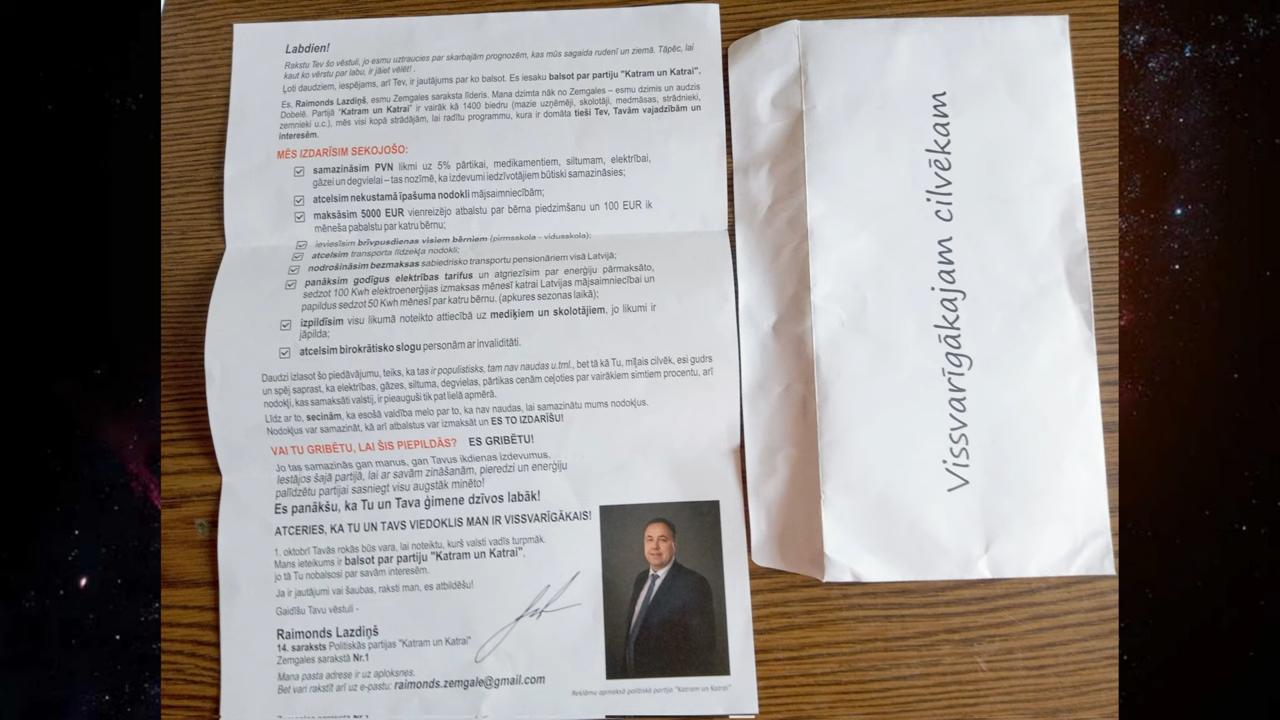 Labdien!
Rakstu Tev šo vēstuli, jo esmu uztraucies par skarbajām prognozēm, kas mūs sagaida rudenī un ziemā. Tāpēc, lai
kaut ko vērstu par labu, ir jāiet vēlēt! .
Ļoti daudziem, iespējams, arī Tev, ir jautājums par ko balsot. Es iesaku balsot par partiju "Katram un Katrai".
Es, Raimonds Lazdiņš, esmu Zemgales saraksta līderis. Mana dzimta nāk no Zemgales – esmu dzimis un audzis
Dobelē. Partijā "Katram un Katrai" ir vairāk kā 1400 biedru (mazie uzņēmēji, skolotāji, medmāsas, strādnieki,
zemnieki u.c.), mēs visi kopā strādājām, lai radītu programmu, kura ir domāta tieši Tev, Tavām vajadzībām un
interesēm.
MĒS IZDARĪSIM SEKOJOŠO:
samazināsim PVN likmi uz 5% pārtikai, medikamentiem, siltumam, elektrībai,
gāzei un degvielai – tas nozīmē, ka izdevumi iedzīvotājiem būtiski samazināsies;
atcelsim nekustamā īpašuma nodokli mājsaimniecībām;
maksāsim 5000 EUR vienreizējo atbalstu par bērna piedzimšanu un 100 EUR ik
mēneša pabalstu par katru bērnu;
ieviesīsim brīvpusdienas visiem bērniem (pirmsskola - vidusskola);
atcelsim transporta līdzekļa nodokli;
nodrošināsim bezmaksas sabiedrisko transportu pensionāriem visā Latvijā;
panāksim godīgus elektrības tarifus un atgriezīsim par enerģiju pārmaksāto,
sedzot 100 Kwh elektroenerģijas izmaksas mēnesī katrai Latvijas mājsaimniecībai un
papildus sedzot 50 Kwh mēnesī par katru bērnu. (apkures sezonas laikā);
izpildīsim visu likumā noteikto attiecībā uz mediķiem un skolotājiem, jo likumi ir
jāpilda;
atcelsim birokrātisko slogu personām ar invaliditāti.
Daudzi izlasot šo piedāvājumu, teiks, ka tas ir populistisks, tam nav naudas u.tml., bet tā kā Tu, mīļais cilvēk, esi gudrs
un spēj saprast, ka elektrības, gāzes, siltuma, degvielas, pārtikas cenām ceļoties par vairākiem simtiem procentu, arī
nodokļi, kas samaksāti valstij, ir pieauguši tik pat lielā apmērā.
Līdz ar to, secinām, ka esošā valdība melo par to, ka nav naudas, lai samazinātu mums nodokļus.
Nodokļus var samazināt, kā arī atbalstus var izmaksāt un ES TO IZDARĪŠU!
VAI TU GRIBĒTU, LAI ŠIS PIEPILDĀS? ES GRIBĒTU!
Jo tas samazinās gan manus, gan Tavus ikdienas izdevumus.
Iestājos šajā partijā, lai ar savām zināšanām, pieredzi un enerģiju
palīdzētu partijai sasniegt visu augstāk minēto!
Es panākšu, ka Tu un Tava ģimene dzīvos labāk!
ATCERIES, KA TU UN TAVS VIEDOKLIS MAN IR VISSVARĪGĀKAIS!
1. oktobrī Tavās rokās būs vara, lai noteiktu, kurš valsti vadīs turpmāk.
Mans ieteikums ir balsot par partiju "Katram un Katrai",
jo tā Tu nobalsosi par savām interesēm.
Ja ir jautājumi vai šaubas, raksti man, es atbildēšu!
Gaidīšu Tavu vēstuli -
Raimonds Lazdiņš
14. saraksts Politiskās partijas "Katram un Katrai"
Zemgales sarakstā Nr.1
Mana pasta adrese ir uz aploksnes.
Bet vari rakstīt arī uz e-pastu: raimonds.zemgale@gmail.com
Reklāmu apmaksā politiskā partija "Katram un Katrai"
Vissvarīgākajam cilvēkam